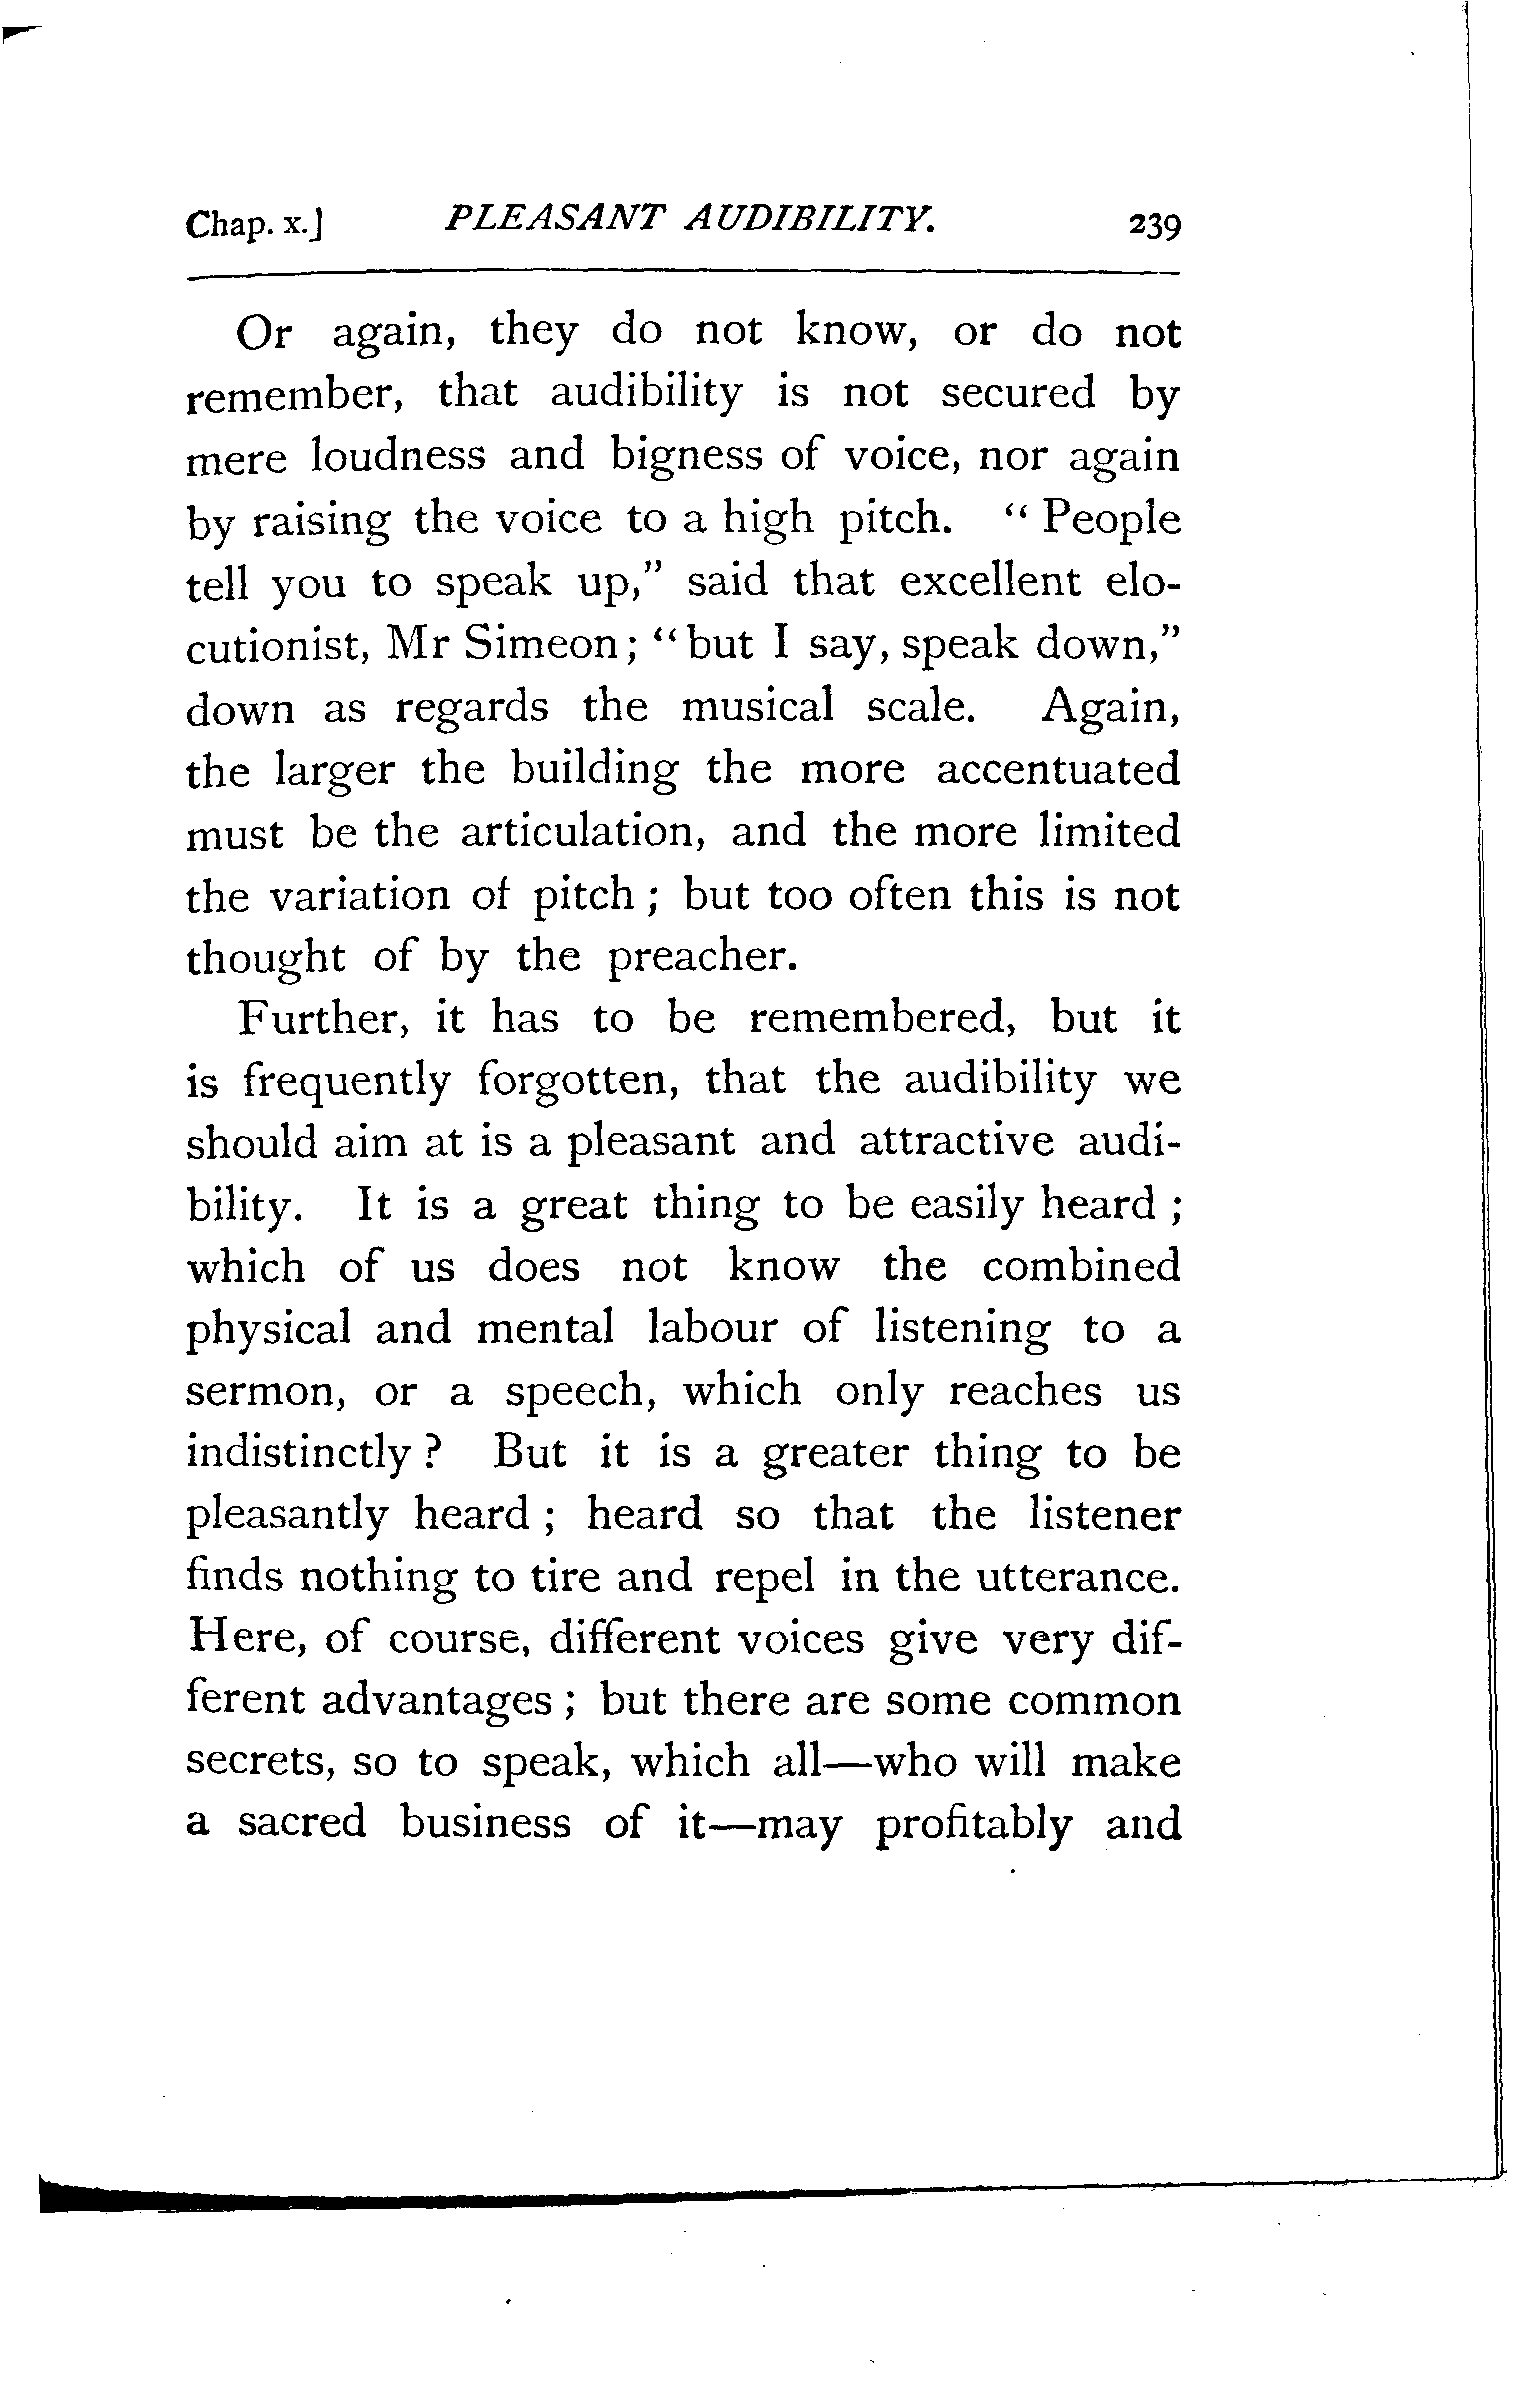 Chap. x.] PLEASANT AUDIBILITY. 239
Or again, they do not know, or do not
remember, that audibility is not secured by
mere loudness and bigness of voice, nor again
by raising the voice to a high pitch. “ People
tell you to speak up,” said that excellent elo-
cutionist, Mr Simeon; “but I say, speak down,”
down as regards the musical scale. Again,
the larger the building the more accentuated
must be the articulation, and the more limited
the variation of pitch ; but too often this is not
thought of by the preacher.
Further, it has to be remembered, but it
is frequently forgotten, that the audibility we
should aim at is a pleasant and attractive audi-
bility. It is a great thing to be easily heard ;
which of us does not know the combined
physical and mental labour of listening to a
sermon, or a speech, which only reaches us
indistinctly ? But it is a greater thing to be
pleasantly heard ; heard so that the listener
finds nothing to tire and repel in the utterance.
Here, of course, different voices give very dif-
ferent advantages ; but there are some common
secrets, so to speak, which all—who will make
a sacred business of it—may profitably and